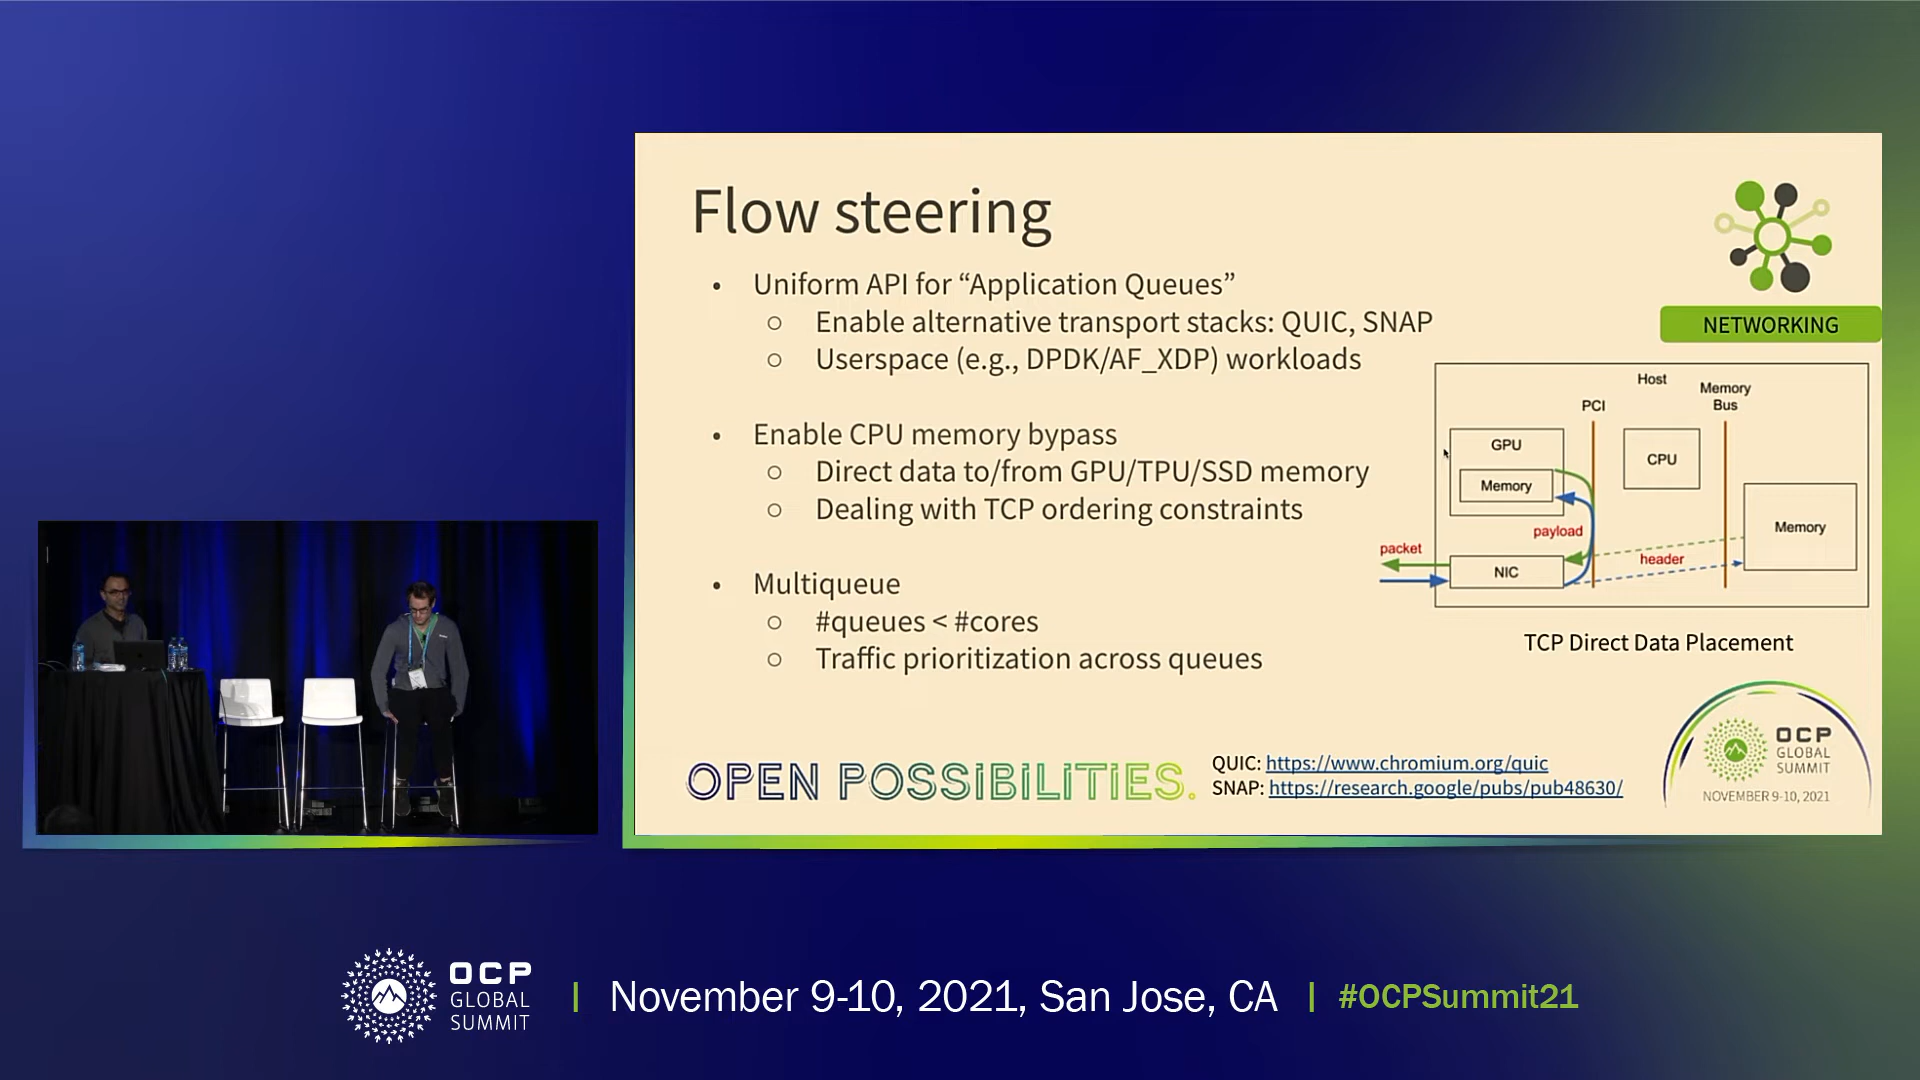 Flow steering
NETWORKING
• Uniform API for “Application Queues”
○ Enable alternative transport stacks: QUIC, SNAP
○ Userspace (e.g., DPDK/AF_XDP) workloads
• Enable CPU memory bypass
○ Direct data to/from GPU/TPU/SSD memory
○ Dealing with TCP ordering constraints
• Multiqueue
○ #queues < #cores
○ Traffic prioritization across queues
Host
Memory
Bus
PCI
GPU
CPU
Memory
Memory
payload
packet
header
NIC
TCP Direct Data Placement
OPEN POSSIBILITIES.
QUIC: https://www.chromium.org/quic
SNAP: https://research.google/pubs/pub48630/
OCP
GLOBAL
SUMMIT
NOVEMBER 9-10, 2021
OCP
GLOBAL
SUMMIT
| November 9-10, 2021, San Jose, CA | #OCPSummit21